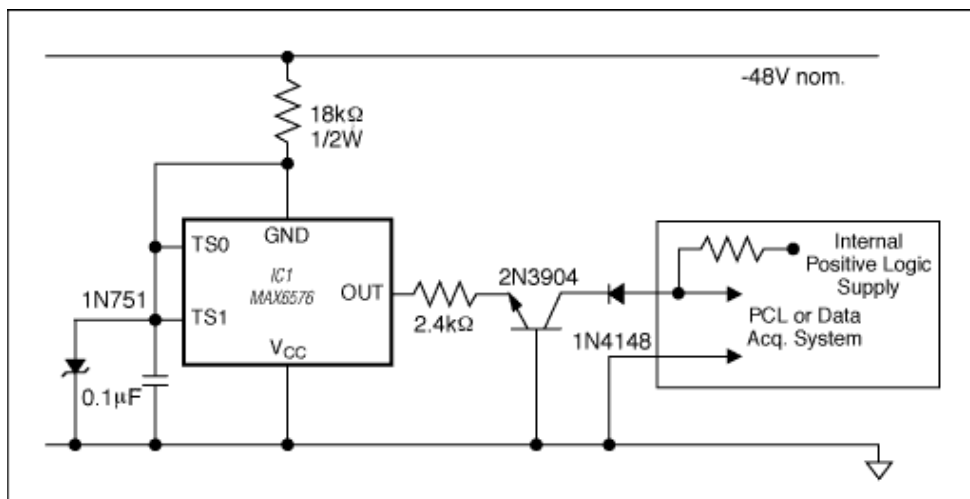 -48V nom.
18kΩ
1/2W
TS0
GND
IC1
MAX6576
OUT
TS1
VCC
1N751
0.1μF
2.4kΩ
2N3904
1N4148
Internal
Positive Logic
Supply
PCL or Data
Acq. System